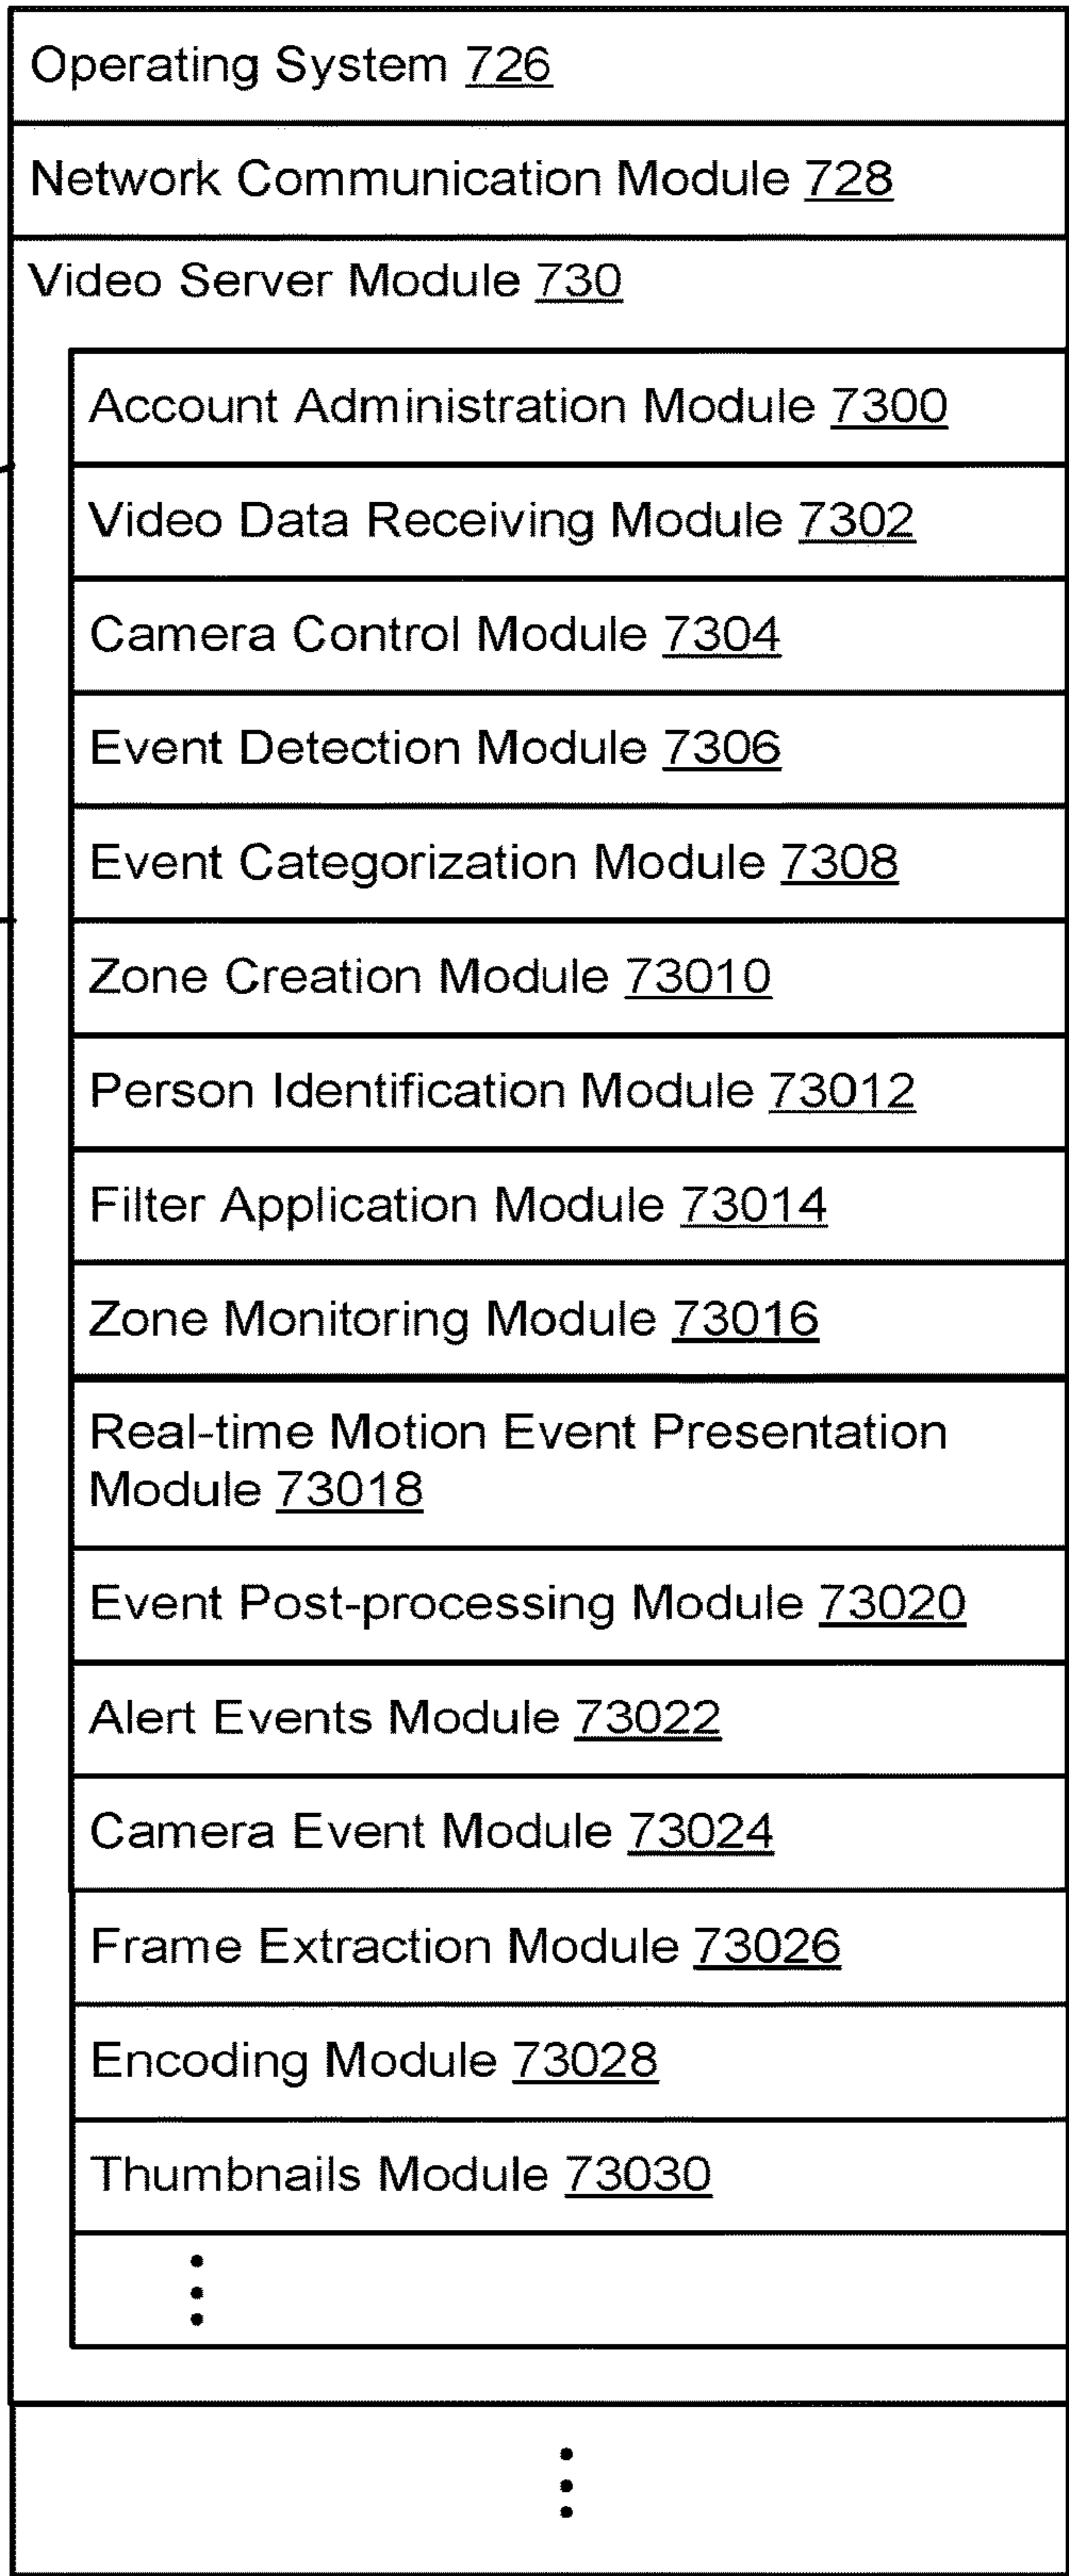 Operating System 726
Network Communication Module 728
Video Server Module 730
Account Administration Module 7300
Video Data Receiving Module 7302
Camera Control Module 7304
Event Detection Module 7306
Event Categorization Module 7308
Zone Creation Module 73010
Person Identification Module 73012
Filter Application Module 73014
Zone Monitoring Module 73016
Real-time Motion Event Presentation
Module 73018
Event Post-processing Module 73020
Alert Events Module 73022
Camera Event Module 73024
Frame Extraction Module 73026
Encoding Module 73028
Thumbnails Module 73030